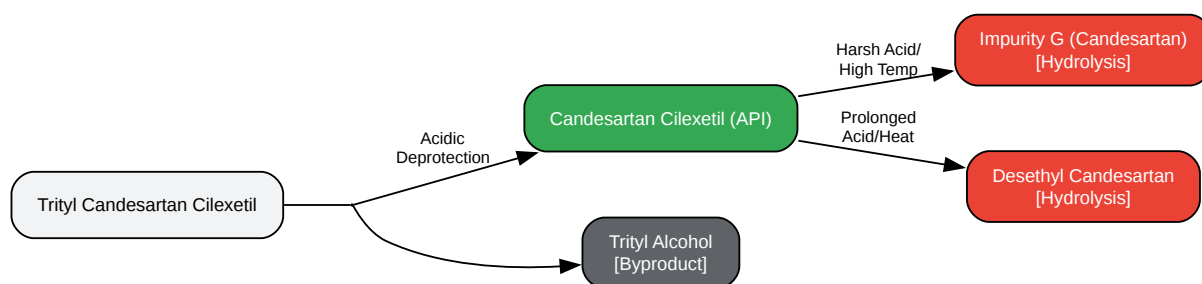 Trityl Candesartan Cilexetil
Acidic
Deprotection
Candesartan Cilexetil (API)
Trityl Alcohol
[Byproduct]
Harsh Acid/
High Temp
Impurity G (Candesartan)
[Hydrolysis]
Prolonged
Acid/Heat
Desethyl Candesartan
[Hydrolysis]